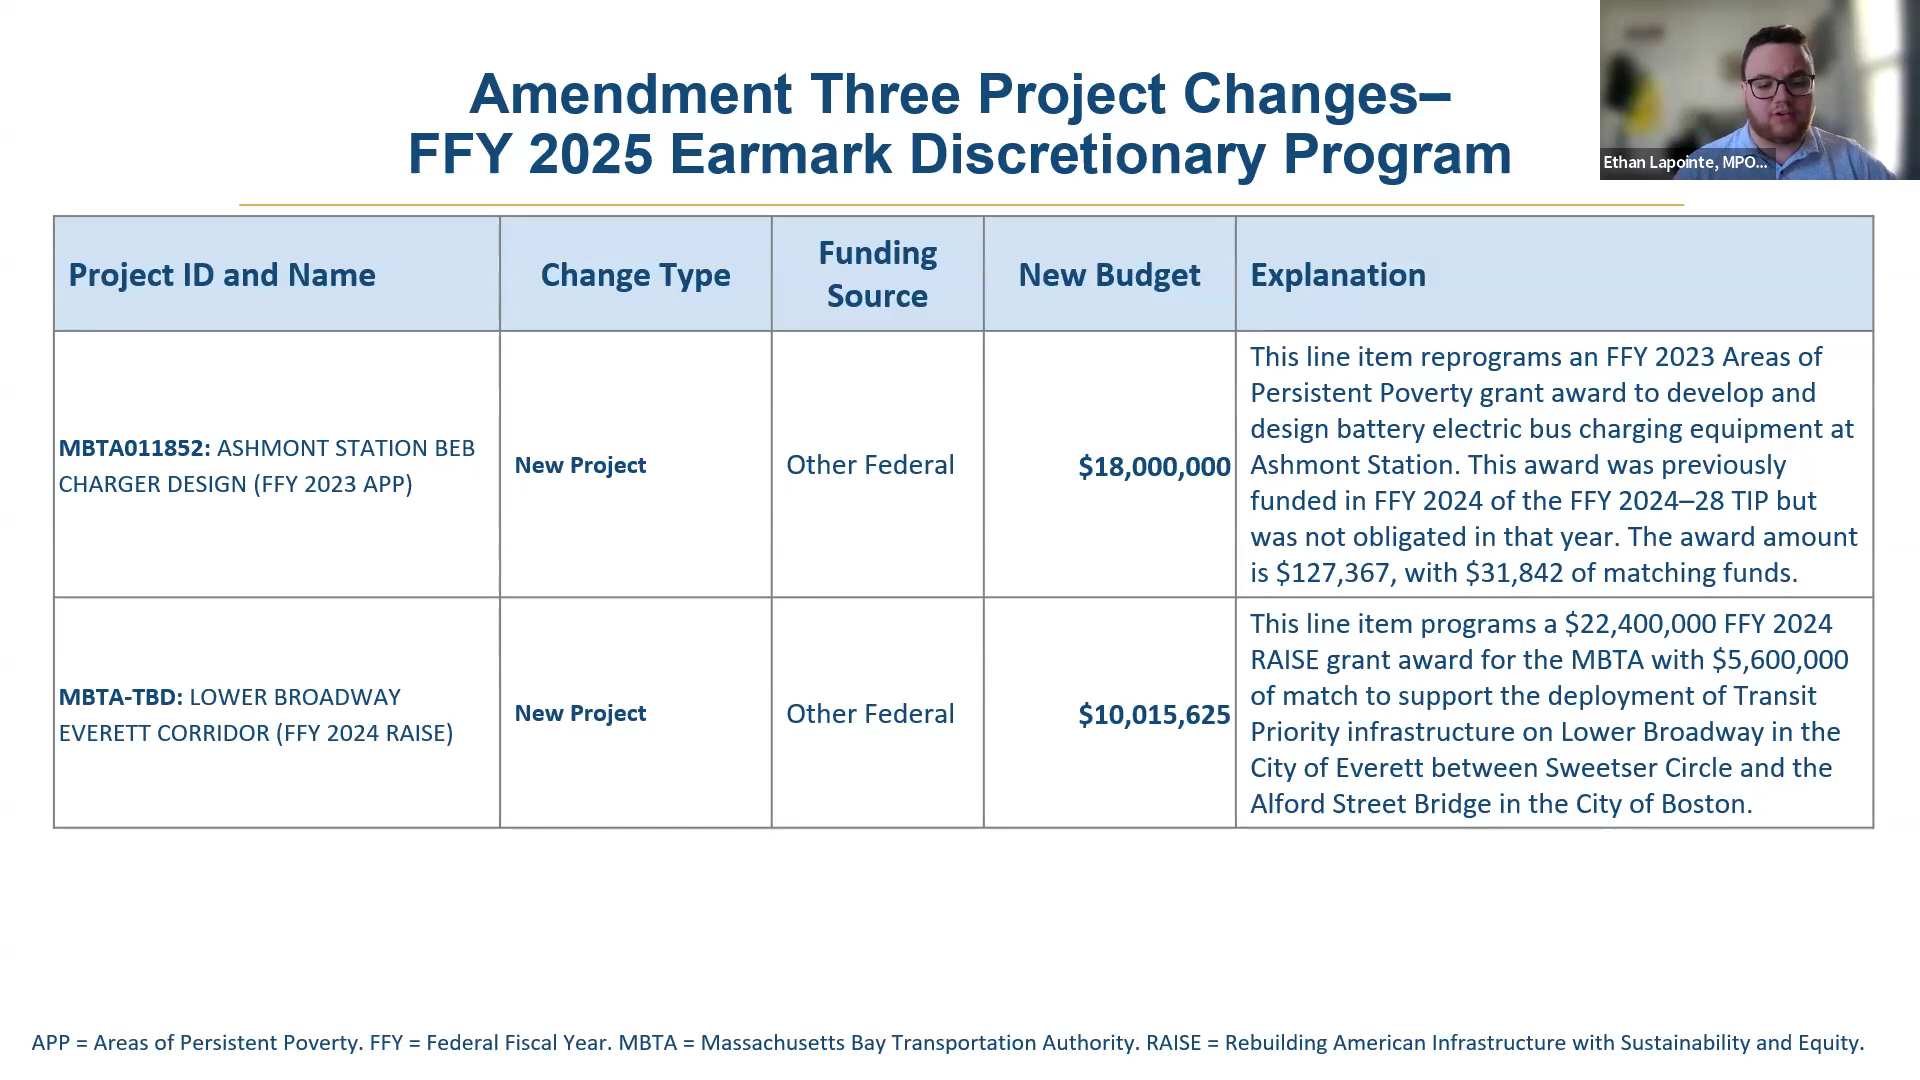 Amendment Three Project Changes–
FFY 2025 Earmark Discretionary Program
Ethan Lapointe, MPO...
Project ID and Name
Change Type
Funding
Source
New Budget
Explanation
MBTA011852: ASHMONT STATION BEB
CHARGER DESIGN (FFY 2023 APP)
New Project
Other Federal
$18,000,000
This line item reprograms an FFY 2023 Areas of
Persistent Poverty grant award to develop and
design battery electric bus charging equipment at
Ashmont Station. This award was previously
funded in FFY 2024 of the FFY 2024–28 TIP but
was not obligated in that year. The award amount
is $127,367, with $31,842 of matching funds.
MBTA-TBD: LOWER BROADWAY
EVERETT CORRIDOR (FFY 2024 RAISE)
New Project
Other Federal
$10,015,625
This line item programs a $22,400,000 FFY 2024
RAISE grant award for the MBTA with $5,600,000
of match to support the deployment of Transit
Priority infrastructure on Lower Broadway in the
City of Everett between Sweetser Circle and the
Alford Street Bridge in the City of Boston.
APP = Areas of Persistent Poverty. FFY = Federal Fiscal Year. MBTA = Massachusetts Bay Transportation Authority. RAISE = Rebuilding American Infrastructure with Sustainability and Equity.